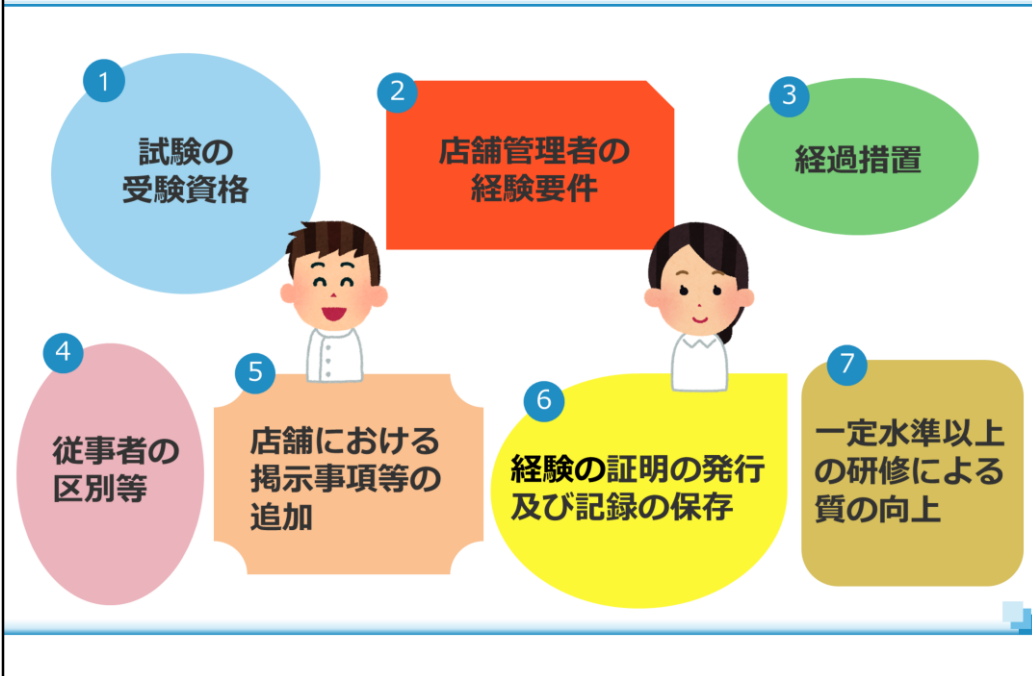 1
試験の
受験資格
2
店舗管理者の
経験要件
3
経過措置
4
従事者の
区別等
5
店舗における
掲示事項等の
追加
6
経験の証明の発行
及び記録の保存
7
一定水準以上
の研修による
質の向上